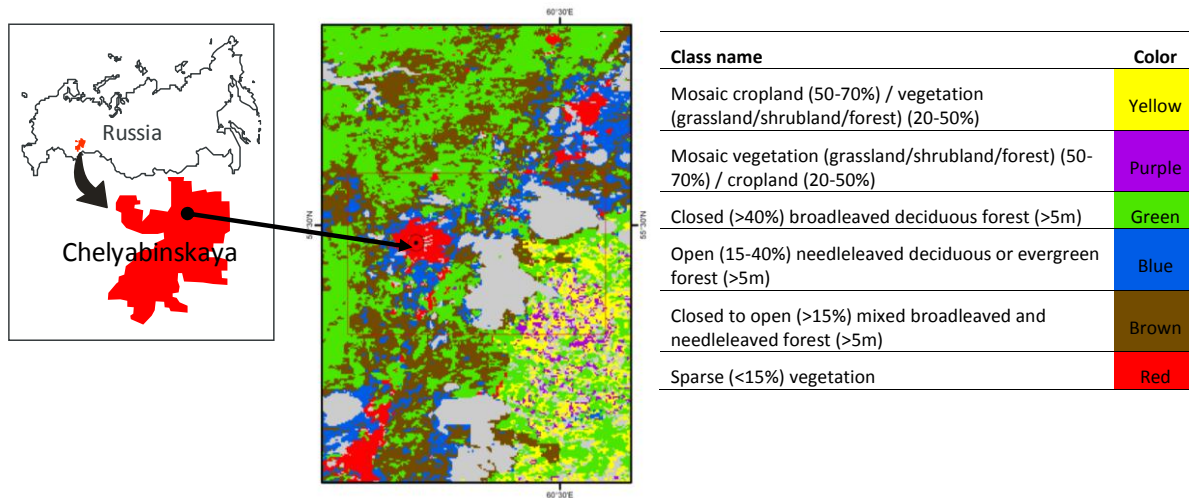 Russia
Chelyabinskaya
60°30'E
55°30'N
55°30'N
60°30'E
Class name Color
Mosaic cropland (50-70%) / vegetation
(grassland/shrubland/forest) (20-50%)
Yellow
Mosaic vegetation (grassland/shrubland/forest) (50-
70%) / cropland (20-50%)
Purple
Closed (>40%) broadleaved deciduous forest (>5m) Green
Open (15-40%) needleleaved deciduous or evergreen
forest (>5m)
Blue
Closed to open (>15%) mixed broadleaved and
needleleaved forest (>5m)
Brown
Sparse (<15%) vegetation Red